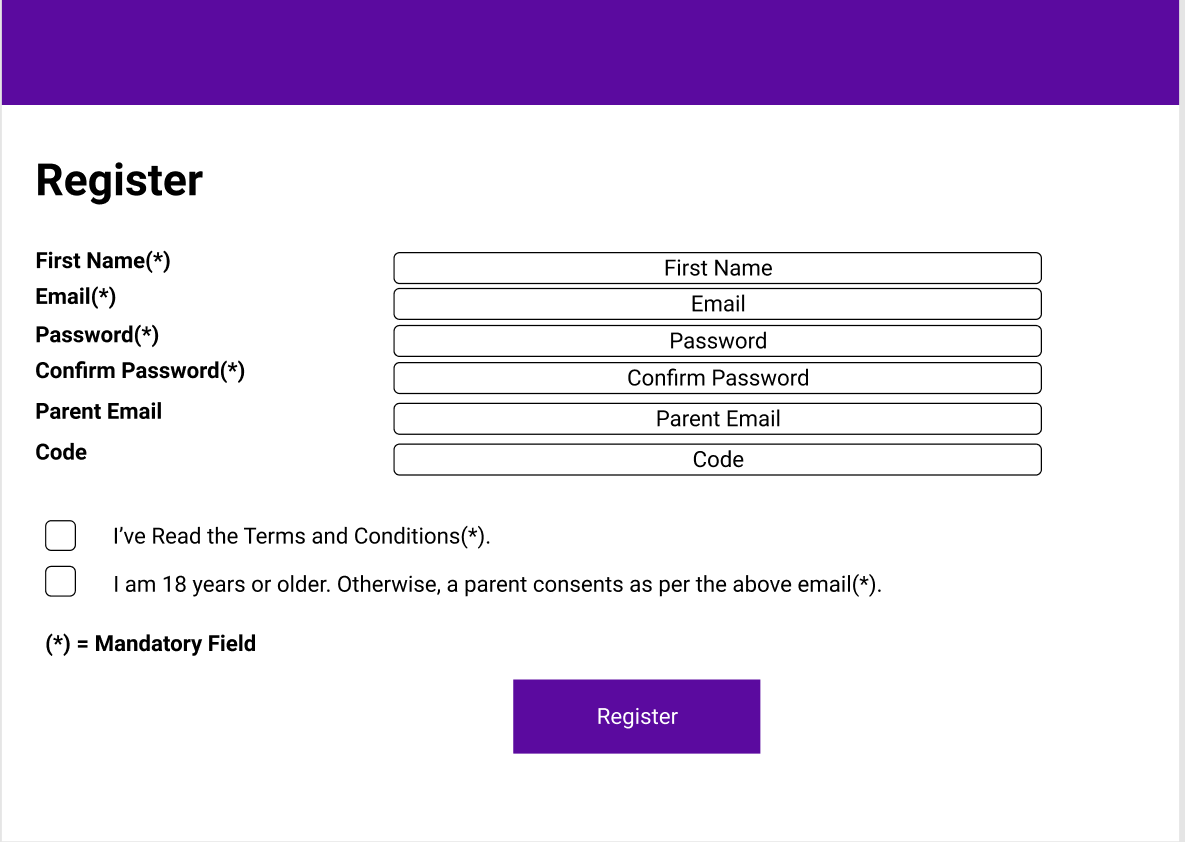 Register
First Name(*)
First Name
Email(*)
Email
Password(*)
Password
Confirm Password(*)
Confirm Password
Parent Email
Parent Email
Code
Code
I’ve Read the Terms and Conditions(*).
I am 18 years or older. Otherwise, a parent consents as per the above email(*).
(*) = Mandatory Field
Register